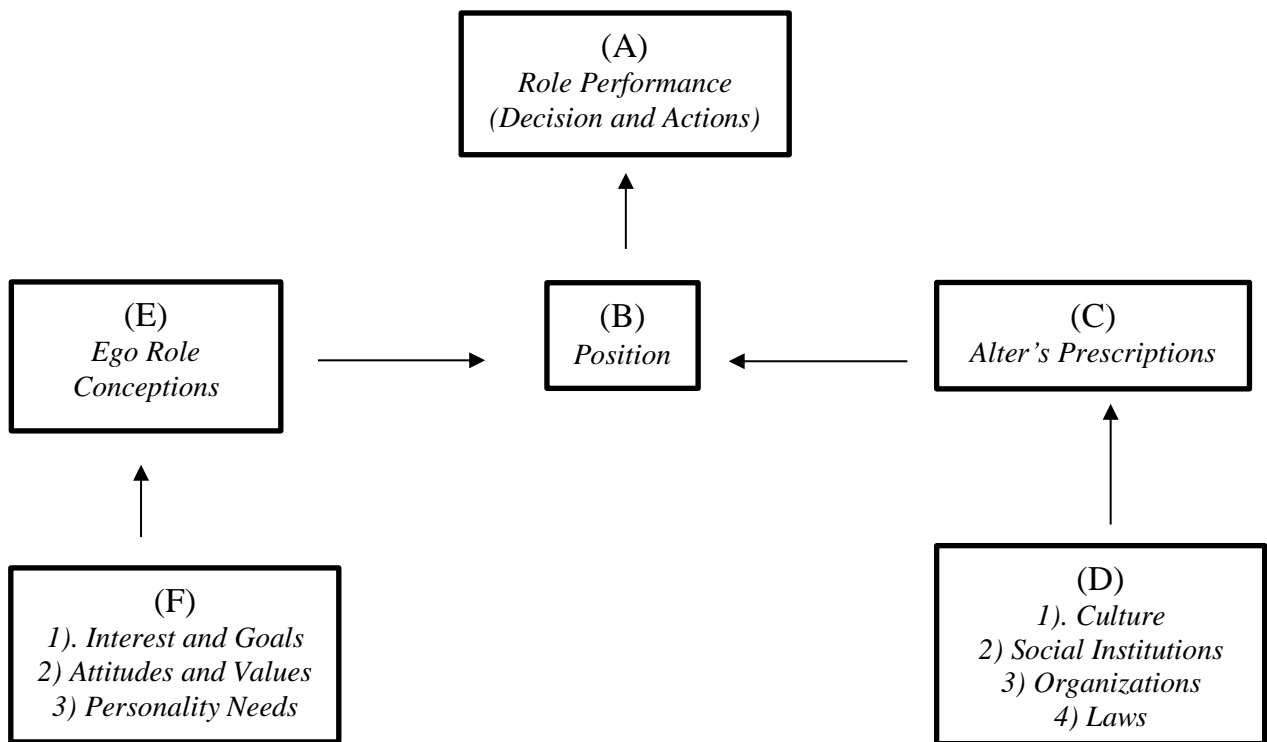 (A)
Role Performance
(Decision and Actions)
(E)
Ego Role
Conceptions
(B)
Position
(C)
Alter’s Prescriptions
(F)
1). Interest and Goals
2) Attitudes and Values
3) Personality Needs
(D)
1). Culture
2) Social Institutions
3) Organizations
4) Laws